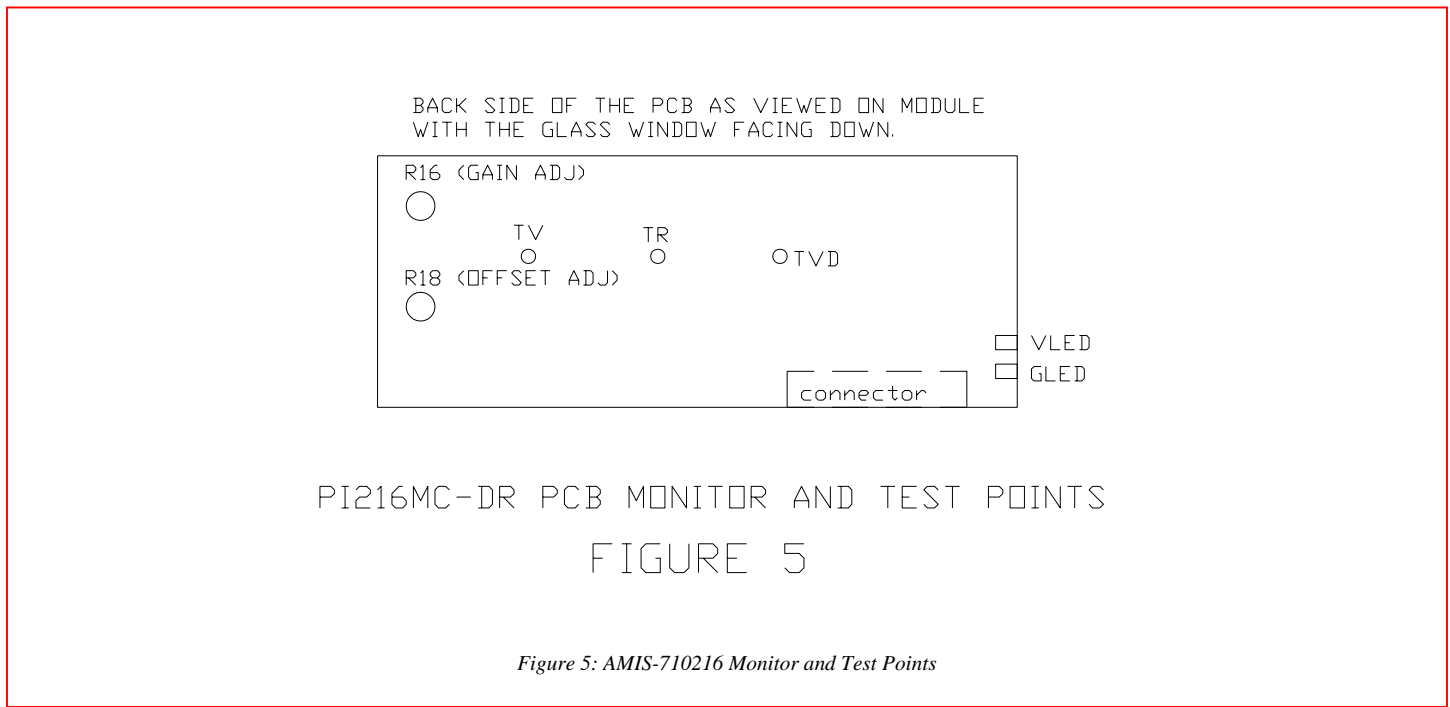 BACK SIDE OF THE PCB AS VIEWED ON MODULE
WITH THE GLASS WINDOW FACING DOWN.
R16 (GAIN ADJ)
TV
TR
TVD
R18 (OFFSET ADJ)
VLED
GLED
connector
PI216MC-DR PCB MONITOR AND TEST POINTS
FIGURE 5
Figure 5: AMIS-710216 Monitor and Test Points